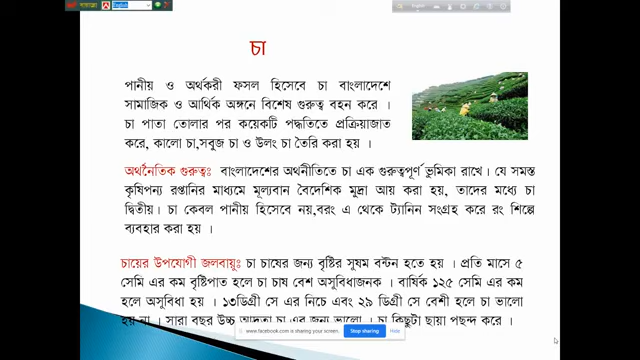 চা
পানীয় ও অর্থকরী ফসল হিসেবে চা বাংলাদেশে
সামাজিক ও আর্থিক অঙ্গনে বিশেষ গুরুত্ব বহন করে ।
চা পাতা তোলার পর কয়েকটি পদ্ধতিতে প্রক্রিয়াজাত
করে, কালো চা,সবুজ চা ও উলং চা তৈরি করা হয় ।
অর্থনৈতিক গুরুত্বঃ বাংলাদেশের অর্থনীতিতে চা এক গুরুত্বপূর্ণ ভুমিকা রাখে। যে সমস্ত
কৃষিপন্য রপ্তানির মাধ্যমে মূল্যবান বৈদেশিক মুদ্রা আয় করা হয়, তাদের মধ্যে চা
দ্বিতীয়। চা কেবল পানীয় হিসেবে নয়,বরং এ থেকে ট্যানিন সংগ্রহ করে রং শিল্পে
ব্যবহার করা হয় ।
চায়ের উপযোগী জলবায়ুঃ চা চাষের জন্য বৃষ্টির সুষম বন্টন হতে হয় । প্রতি মাসে ৫
সেমি এর কম বৃষ্টিপাত হলে চা চাষ বেশ অসুবিধাজনক । বার্ষিক ১২৫ সেমি এর কম
হলে অসুবিধা হয় । ১৩ডিগ্রী সে এর নিচে এবং ২৯ ডিগ্রী সে বেশী হলে চা ভালো
হয় না । সারা বছর উচ্চ আদ্রতা চা এর জন্য ভালো । চা কিছুটা ছায়া পছন্দ করে ।
www.facebook.com is sharing your screen. Stop sharing Hide